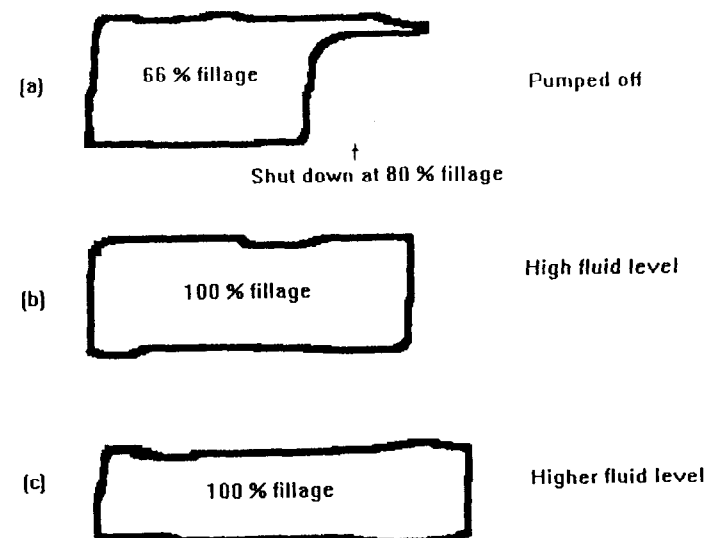 (a)
66 % fillage
Pumped off
↑
Shut down at 80 % fillage
(b)
100 % fillage
High fluid level
(c)
100 % fillage
Higher fluid level